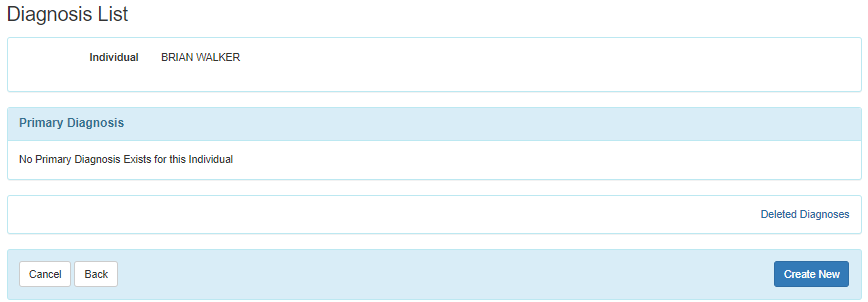 Diagnosis List
Individual BRIAN WALKER
Primary Diagnosis
No Primary Diagnosis Exists for this Individual
Deleted Diagnoses
Cancel Back Create New